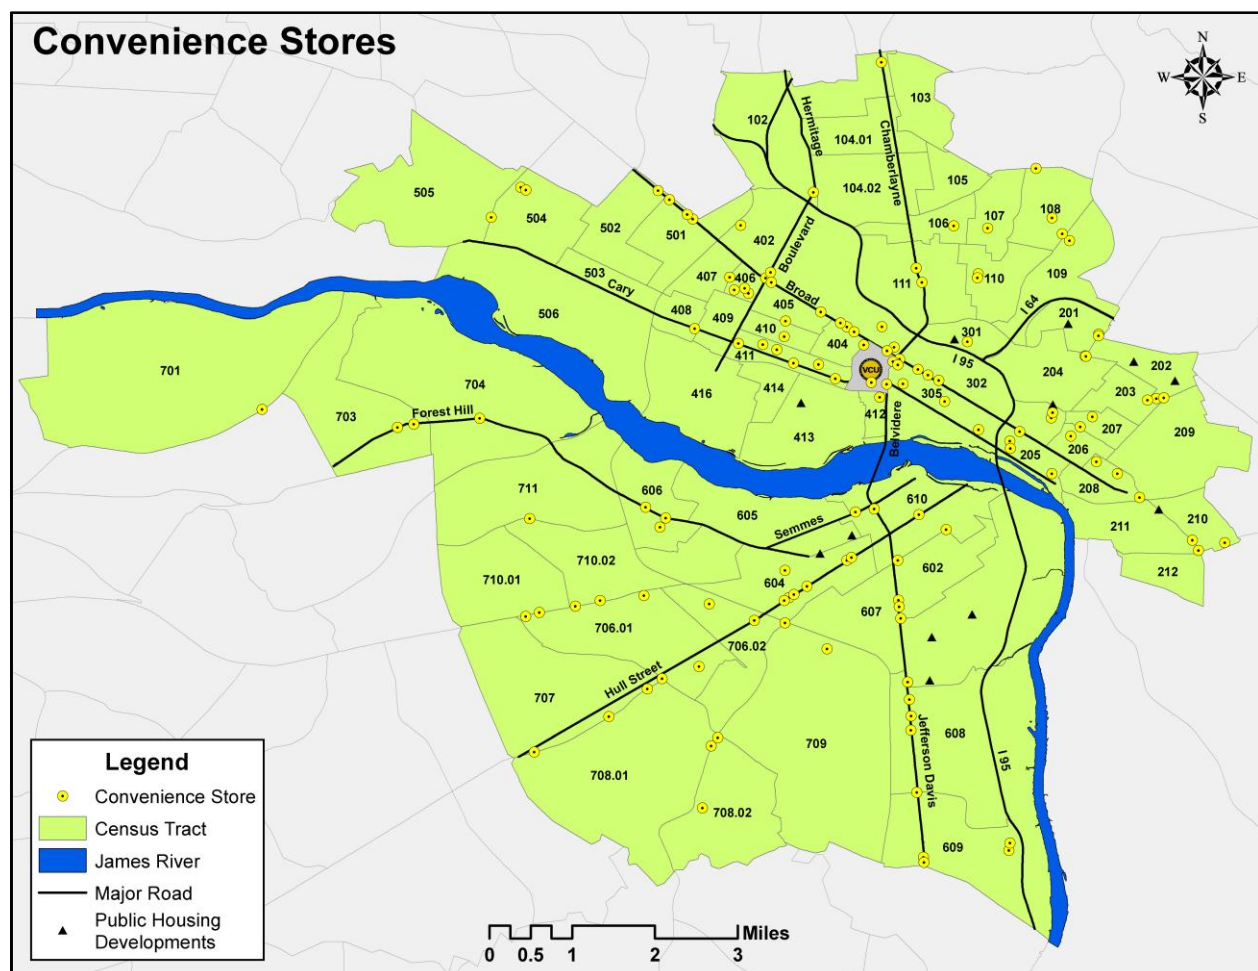 Convenience Stores
N
W
E
S
103
102
Hermitage
Chamberlayne
104.01
505
105
104.02
504
106
107
108
502
501
402
Boulevard
503
407
406
111
110
109
Cary
506
Broad
I 64
408
405
409
201
410
301
404
411
I 95
202
701
VCU
204
704
302
414
203
416
305
412
Forest Hill
703
413
207
209
Belvidere
206
205
208
606
711
610
605
211
210
Semmes
710.02
602
212
710.01
604
607
706.01
706.02
Hull Street
707
608
709
Jefferson Davis
I 95
708.01
708.02
609
Legend
Convenience Store
Census Tract
James River
Major Road
Public Housing
Developments
Miles
0 0.5 1 2 3